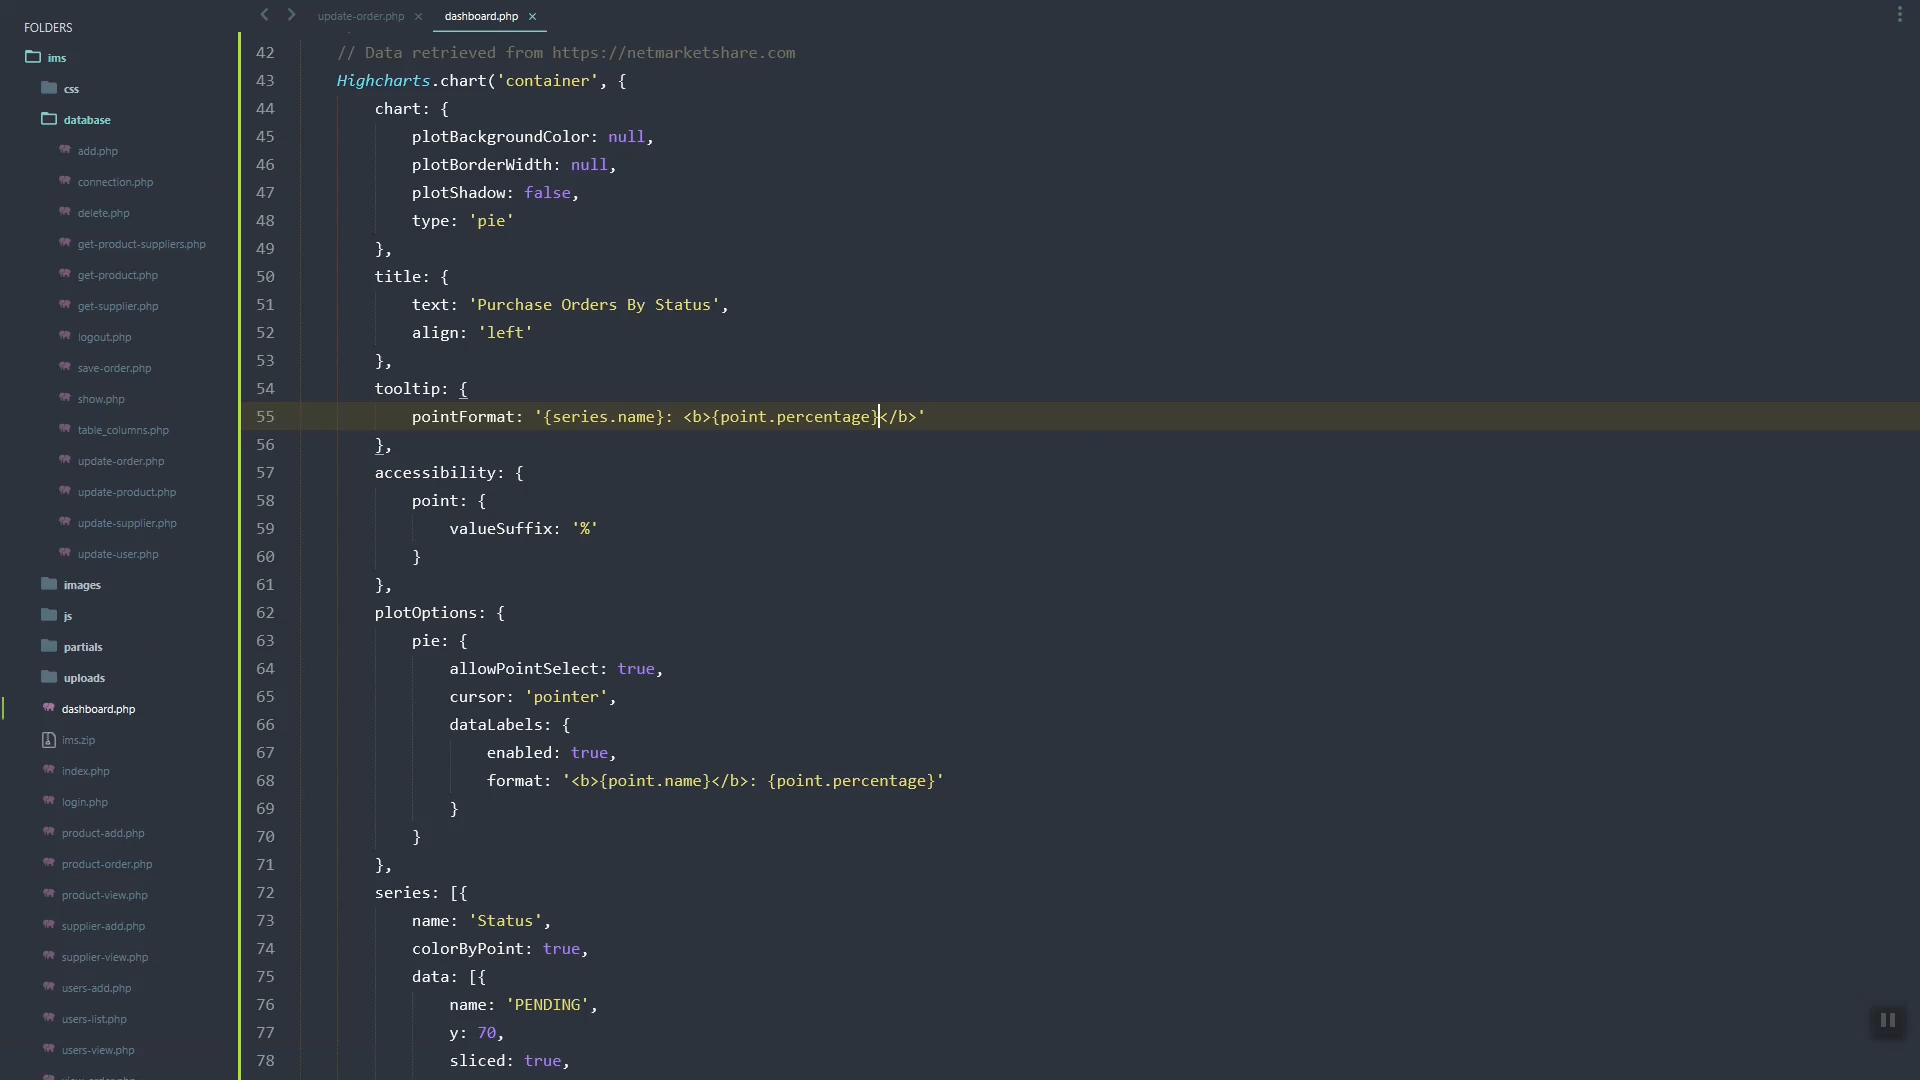 FOLDERS
ims
css
database
add.php
connection.php
delete.php
get-product-suppliers.php
get-product.php
get-supplier.php
logout.php
save-order.php
show.php
table_columns.php
update-order.php
update-product.php
update-supplier.php
update-user.php
images
js
partials
uploads
dashboard.php
ims.zip
index.php
login.php
product-add.php
product-order.php
product-view.php
supplier-add.php
supplier-view.php
users-add.php
users-list.php
users-view.php
update-order.php × dashboard.php ×
42 // Data retrieved from https://netmarketshare.com
43 Highcharts.chart('container', {
44 chart: {
45 plotBackgroundColor: null,
46 plotBorderWidth: null,
47 plotShadow: false,
48 type: 'pie'
49 },
50 title: {
51 text: 'Purchase Orders By Status',
52 align: 'left'
53 },
54 tooltip: {
55 pointFormat: '{series.name}: <b>{point.percentage}</b>'
56 },
57 accessibility: {
58 point: {
59 valueSuffix: '%'
60 }
61 },
62 plotOptions: {
63 pie: {
64 allowPointSelect: true,
65 cursor: 'pointer',
66 dataLabels: {
67 enabled: true,
68 format: '<b>{point.name}</b>: {point.percentage}'
69 }
70 }
71 },
72 series: [{
73 name: 'Status',
74 colorByPoint: true,
75 data: [{
76 name: 'PENDING',
77 y: 70,
78 sliced: true,